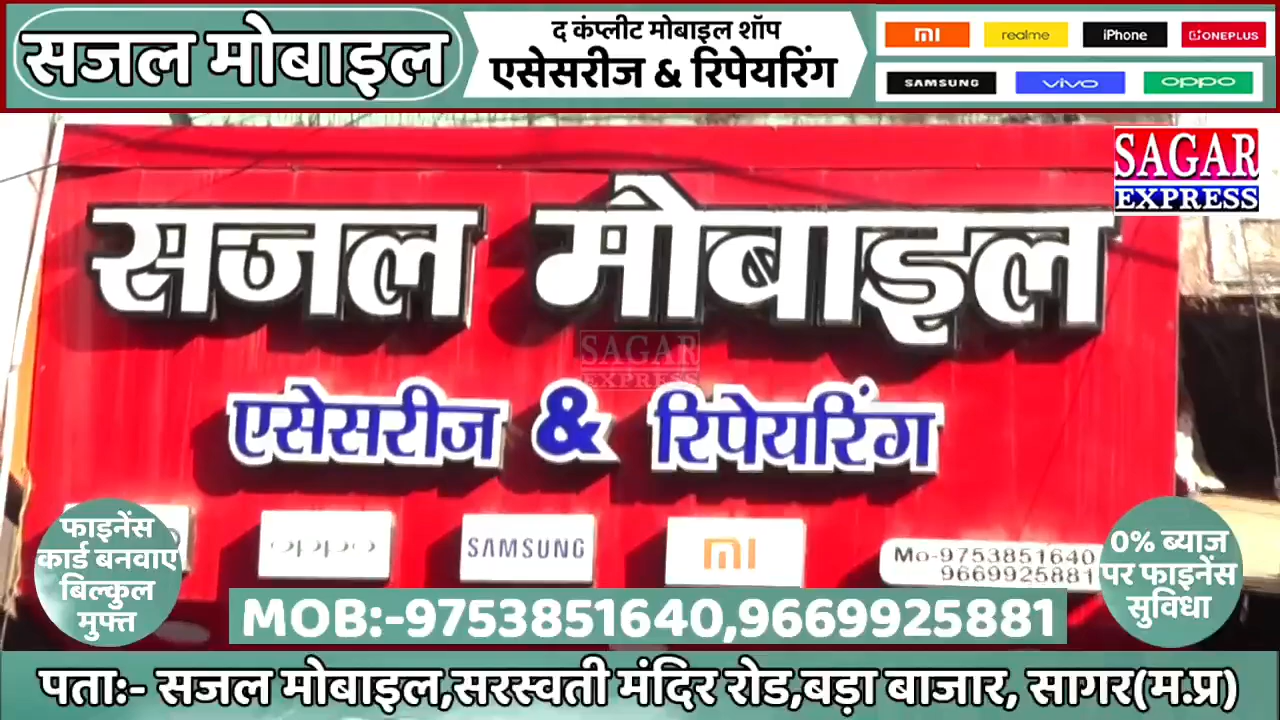 सजल मोबाइल
द कंप्लीट मोबाइल शॉप
एसेसरीज & रिपेयरिंग
MI realme iPhone ONEPLUS
SAMSUNG vivo oppo
SAGAR
EXPRESS
सजल मोबाइल
SAGAR
EXPRESS
एसेसरीज & रिपेयरिंग
oppo SAMSUNG MI
Mo-9753851640
9669925881
फाइनेंस
कार्ड बनवाएं
बिल्कुल
मुफ्त
0% ब्याज
पर फाइनेंस
सुविधा
MOB:-9753851640,9669925881
पताः- सजल मोबाइल,सरस्वती मंदिर रोड,बड़ा बाजार, सागर(म.प्र)